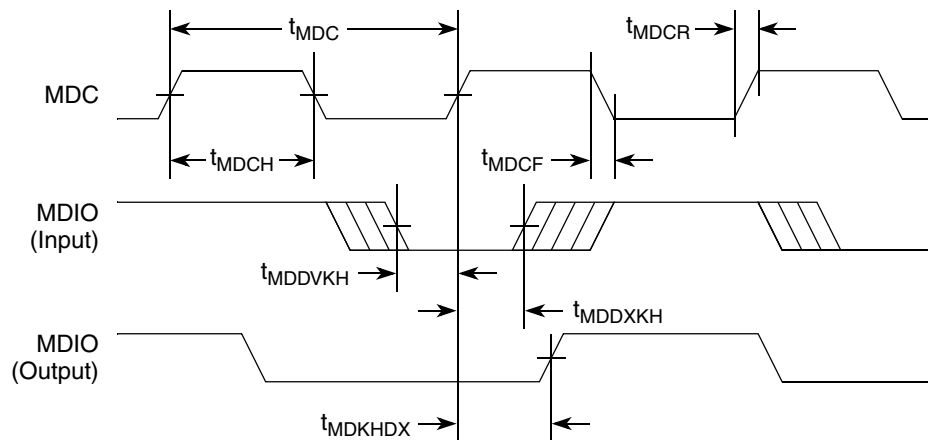 tMDC
tMDCR
MDC
tMDCH
tMDCF
MDIO
(Input)
tMDDVKH
tMDDXKH
MDIO
(Output)
tMDKHDX